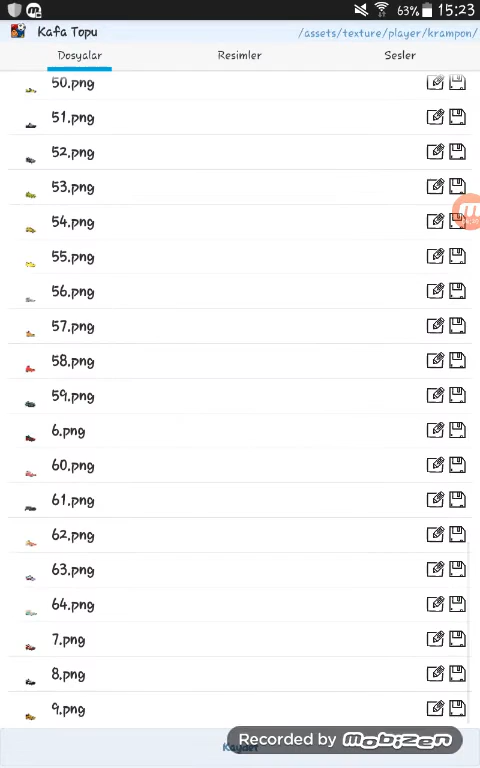 63% 15:23
Kafa Topu /assets/texture/player/krampon/
Dosyalar Resimler Sesler
50.png
51.png
52.png
53.png
54.png
55.png
56.png
57.png
58.png
59.png
6.png
60.png
61.png
62.png
63.png
64.png
7.png
8.png
9.png
Recorded by mobizen